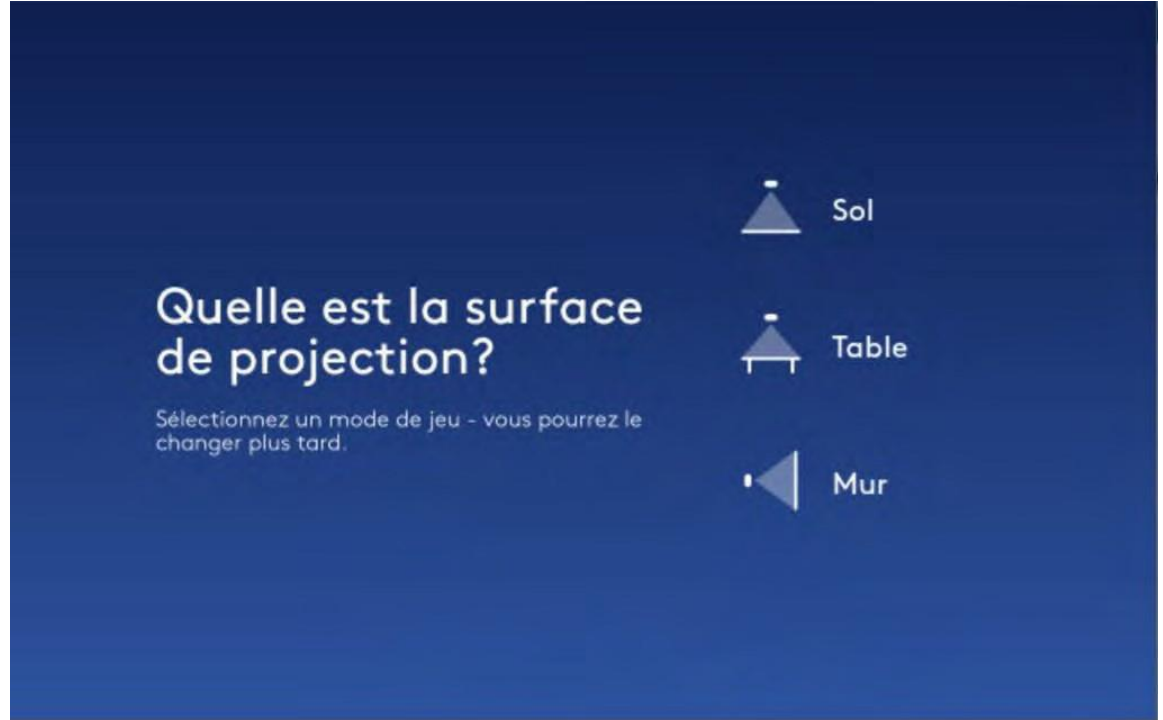 Quelle est la surface
de projection?
Sélectionnez un mode de jeu - vous pourrez le
changer plus tard.
Sol
Table
Mur